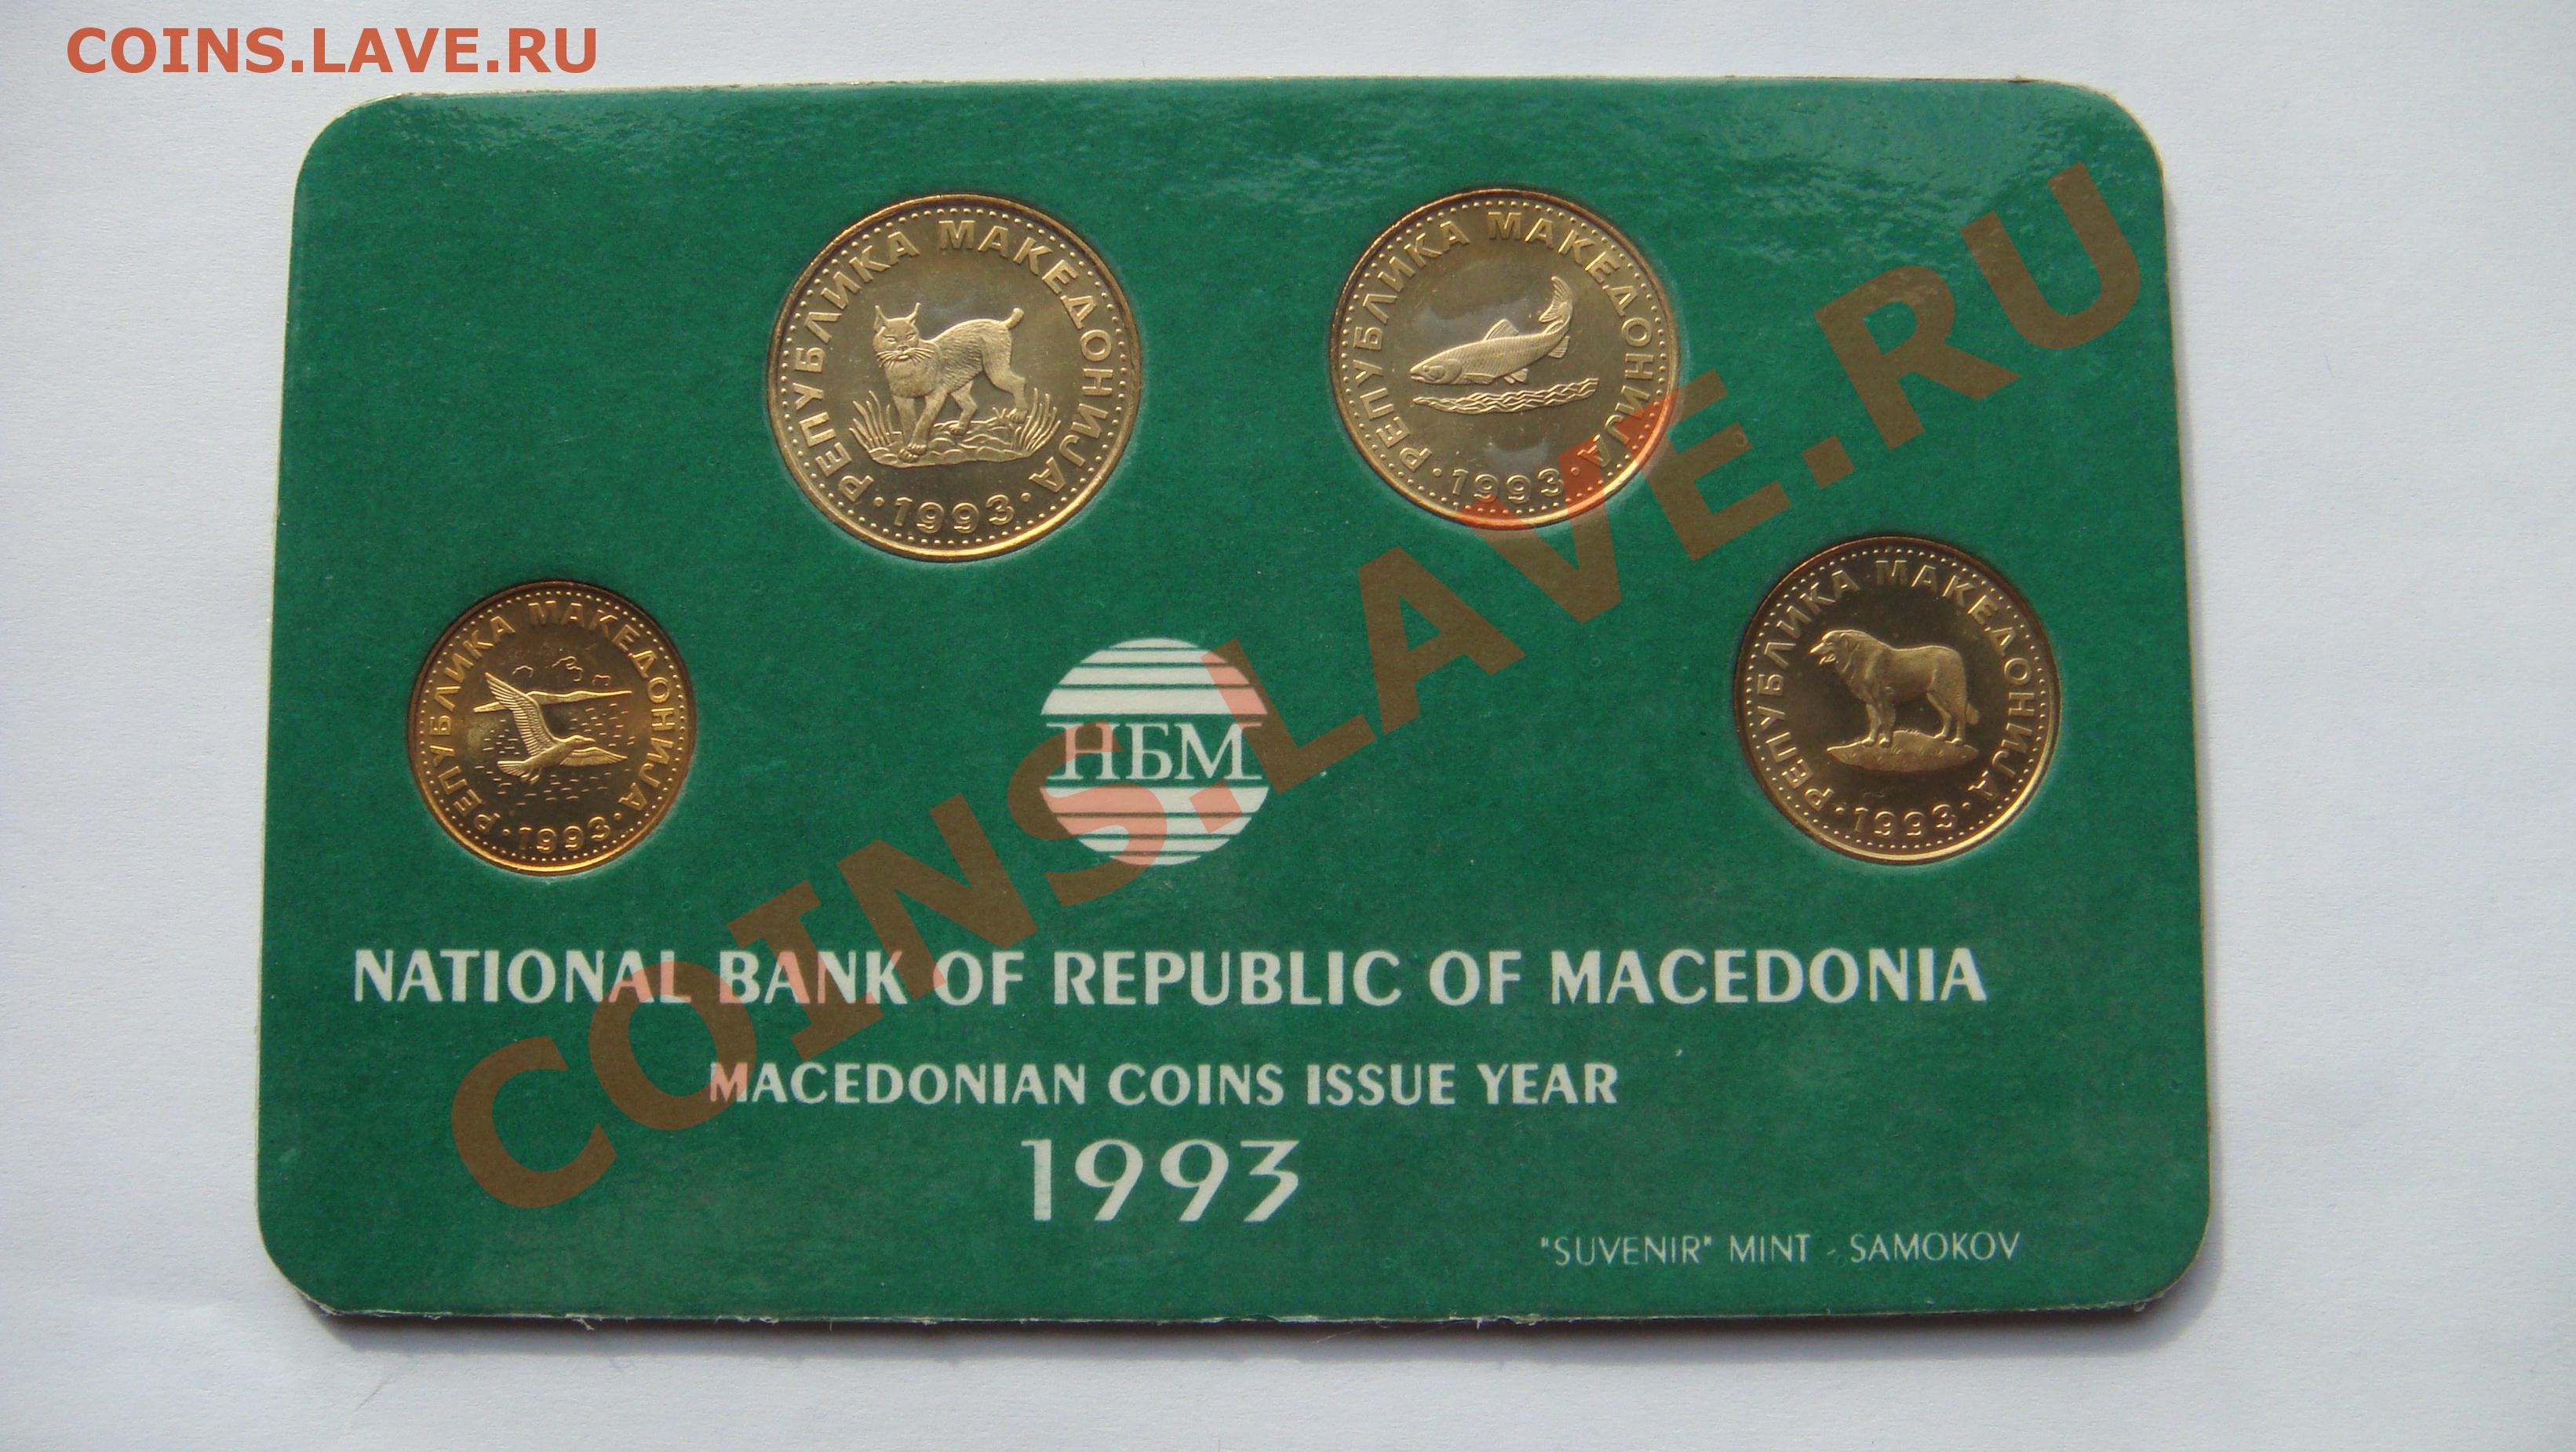 COINS.LAVE.RU
РЕПУБЛИКА МАКЕДОНИЈА
· 1993 ·
РЕПУБЛИКА МАКЕДОНИЈА
· 1993 ·
РЕПУБЛИКА МАКЕДОНИЈА
· 1993 ·
РЕПУБЛИКА МАКЕДОНИЈА
· 1993 ·
НБМ
COINS.LAVE.RU
NATIONAL BANK OF REPUBLIC OF MACEDONIA
MACEDONIAN COINS ISSUE YEAR
1993
"SUVENIR" MINT - SAMOKOV